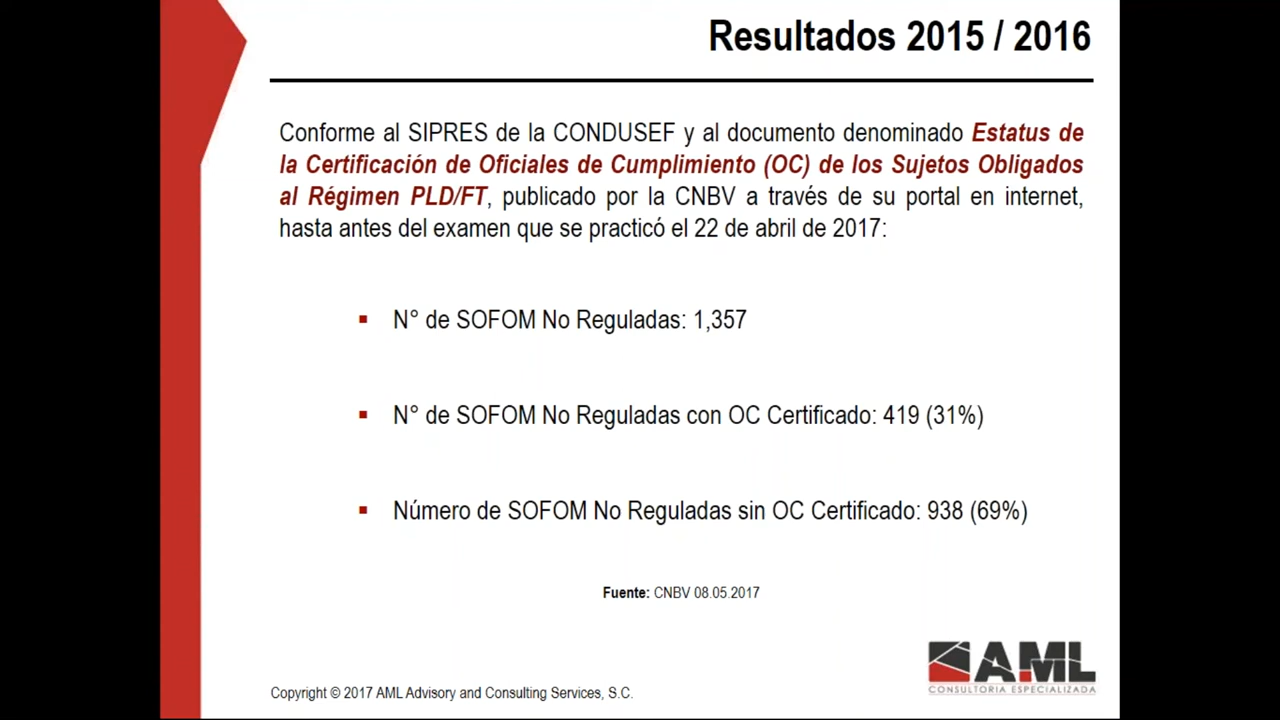 Resultados 2015 / 2016
Conforme al SIPRES de la CONDUSEF y al documento denominado Estatus de
la Certificación de Oficiales de Cumplimiento (OC) de los Sujetos Obligados
al Régimen PLD/FT, publicado por la CNBV a través de su portal en internet,
hasta antes del examen que se practicó el 22 de abril de 2017:
▪ N° de SOFOM No Reguladas: 1,357
▪ N° de SOFOM No Reguladas con OC Certificado: 419 (31%)
▪ Número de SOFOM No Reguladas sin OC Certificado: 938 (69%)
Fuente: CNBV 08.05.2017
AML
CONSULTORIA ESPECIALIZADA
Copyright © 2017 AML Advisory and Consulting Services, S.C.